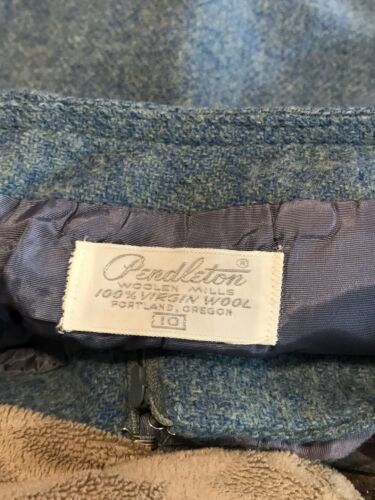 Pendleton ®
WOOLEN MILLS
100% VIRGIN WOOL
PORTLAND, OREGON
10